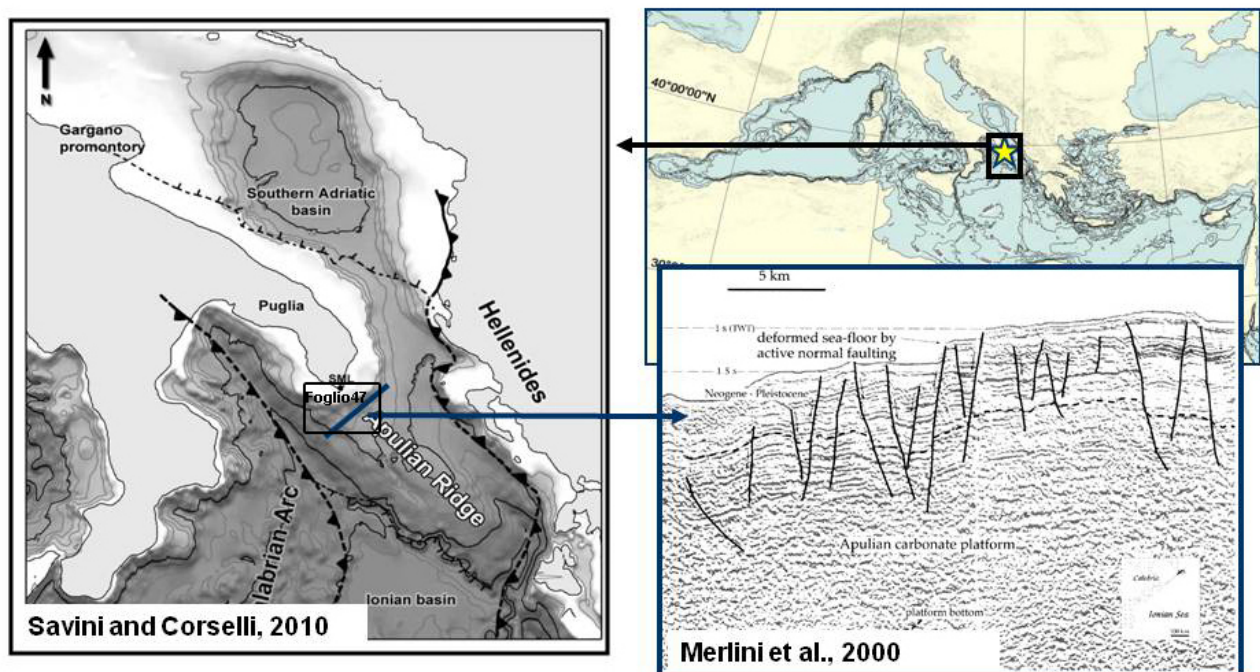 N
Gargano
promontory
Southern Adriatic
basin
Puglia
Hellenides
SML
Foglio47
Apulian Ridge
alabrian Arc
Ionian basin
Savini and Corselli, 2010
40°00'00"N
5 km
1 s (TWT)
deformed sea-floor by
active normal faulting
1 5 s
Neogene - Pleistocene
Apulian carbonate platform
platform bottom
Calabria
Ionian Sea
Merlini et al., 2000